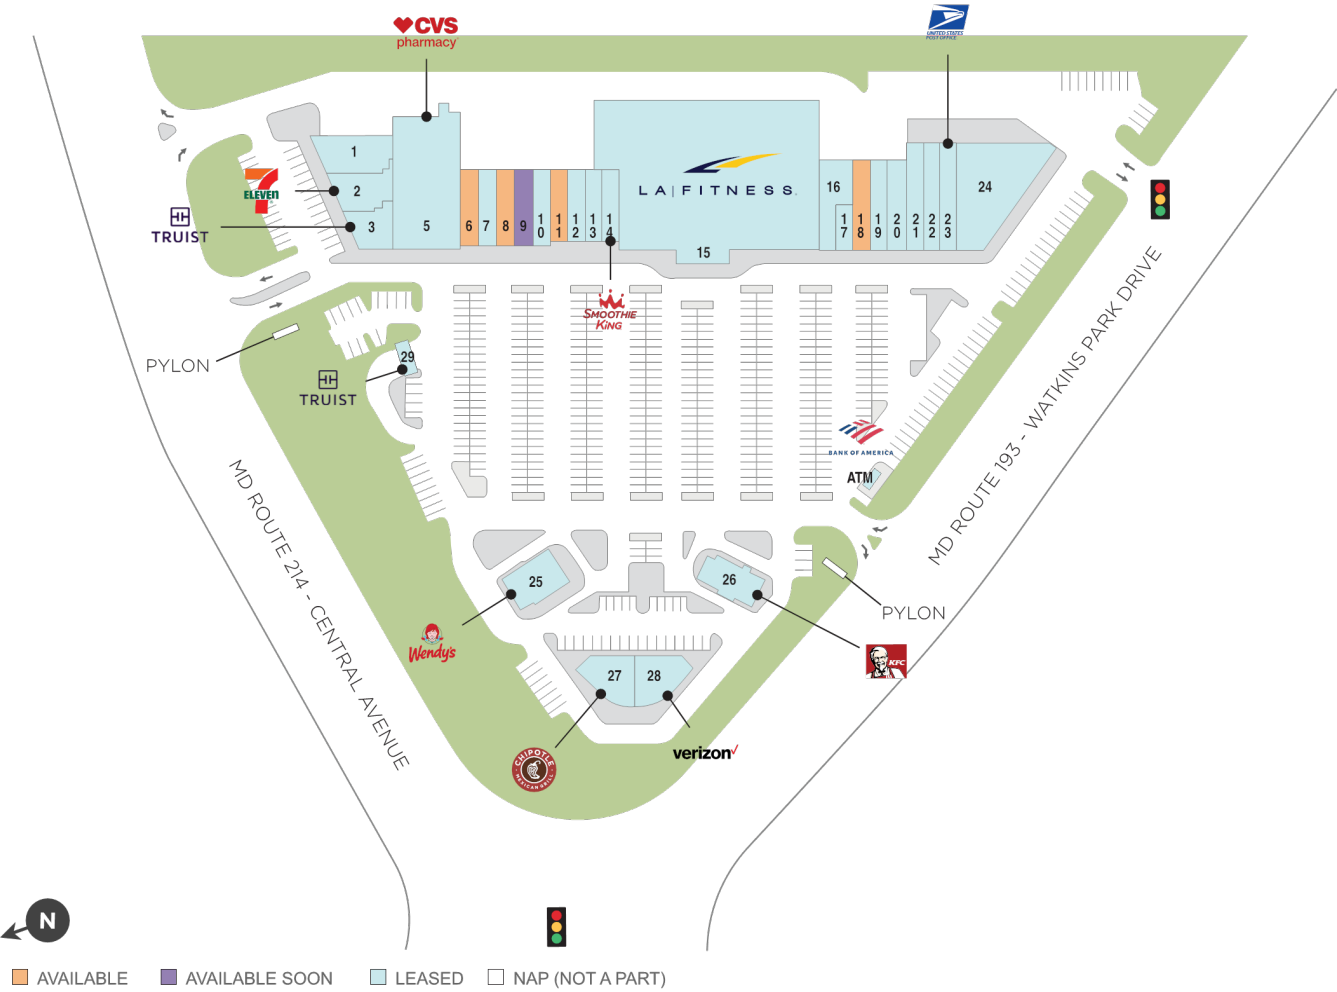 CVS
pharmacy
UNITED STATES
POST OFFICE
1
2
3
5
6
7
8
9
10
11
12
13
14
LA|FITNESS.
15
16
17
18
19
20
21
22
23
24
7
ELEVEN
TRUIST
SMOOTHIE
KING
PYLON
29
TRUIST
BANK OF AMERICA
ATM
MD ROUTE 214 - CENTRAL AVENUE
MD ROUTE 193 - WATKINS PARK DRIVE
25
26
PYLON
Wendy's
KFC
27
28
CHIPOTLE
MEXICAN GRILL
verizon
N
AVAILABLE
AVAILABLE SOON
LEASED
NAP (NOT A PART)